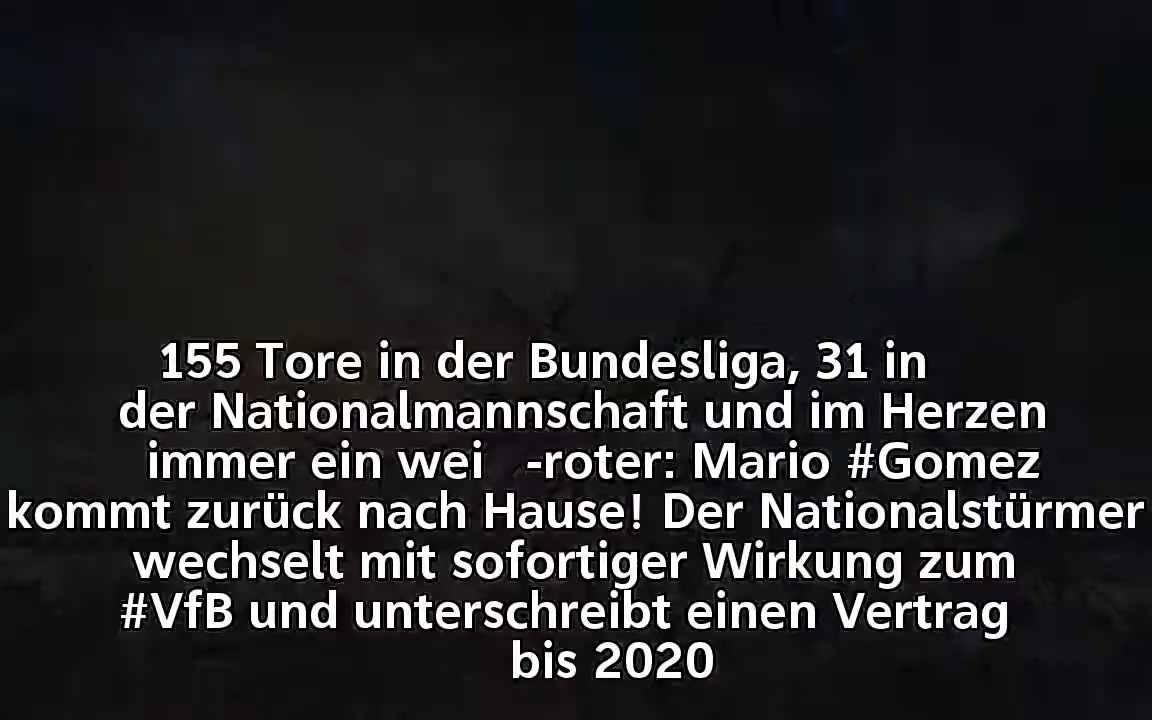 155 Tore in der Bundesliga, 31 in
der Nationalmannschaft und im Herzen
immer ein wei -roter: Mario #Gomez
kommt zurück nach Hause! Der Nationalstürmer
wechselt mit sofortiger Wirkung zum
#VfB und unterschreibt einen Vertrag
bis 2020